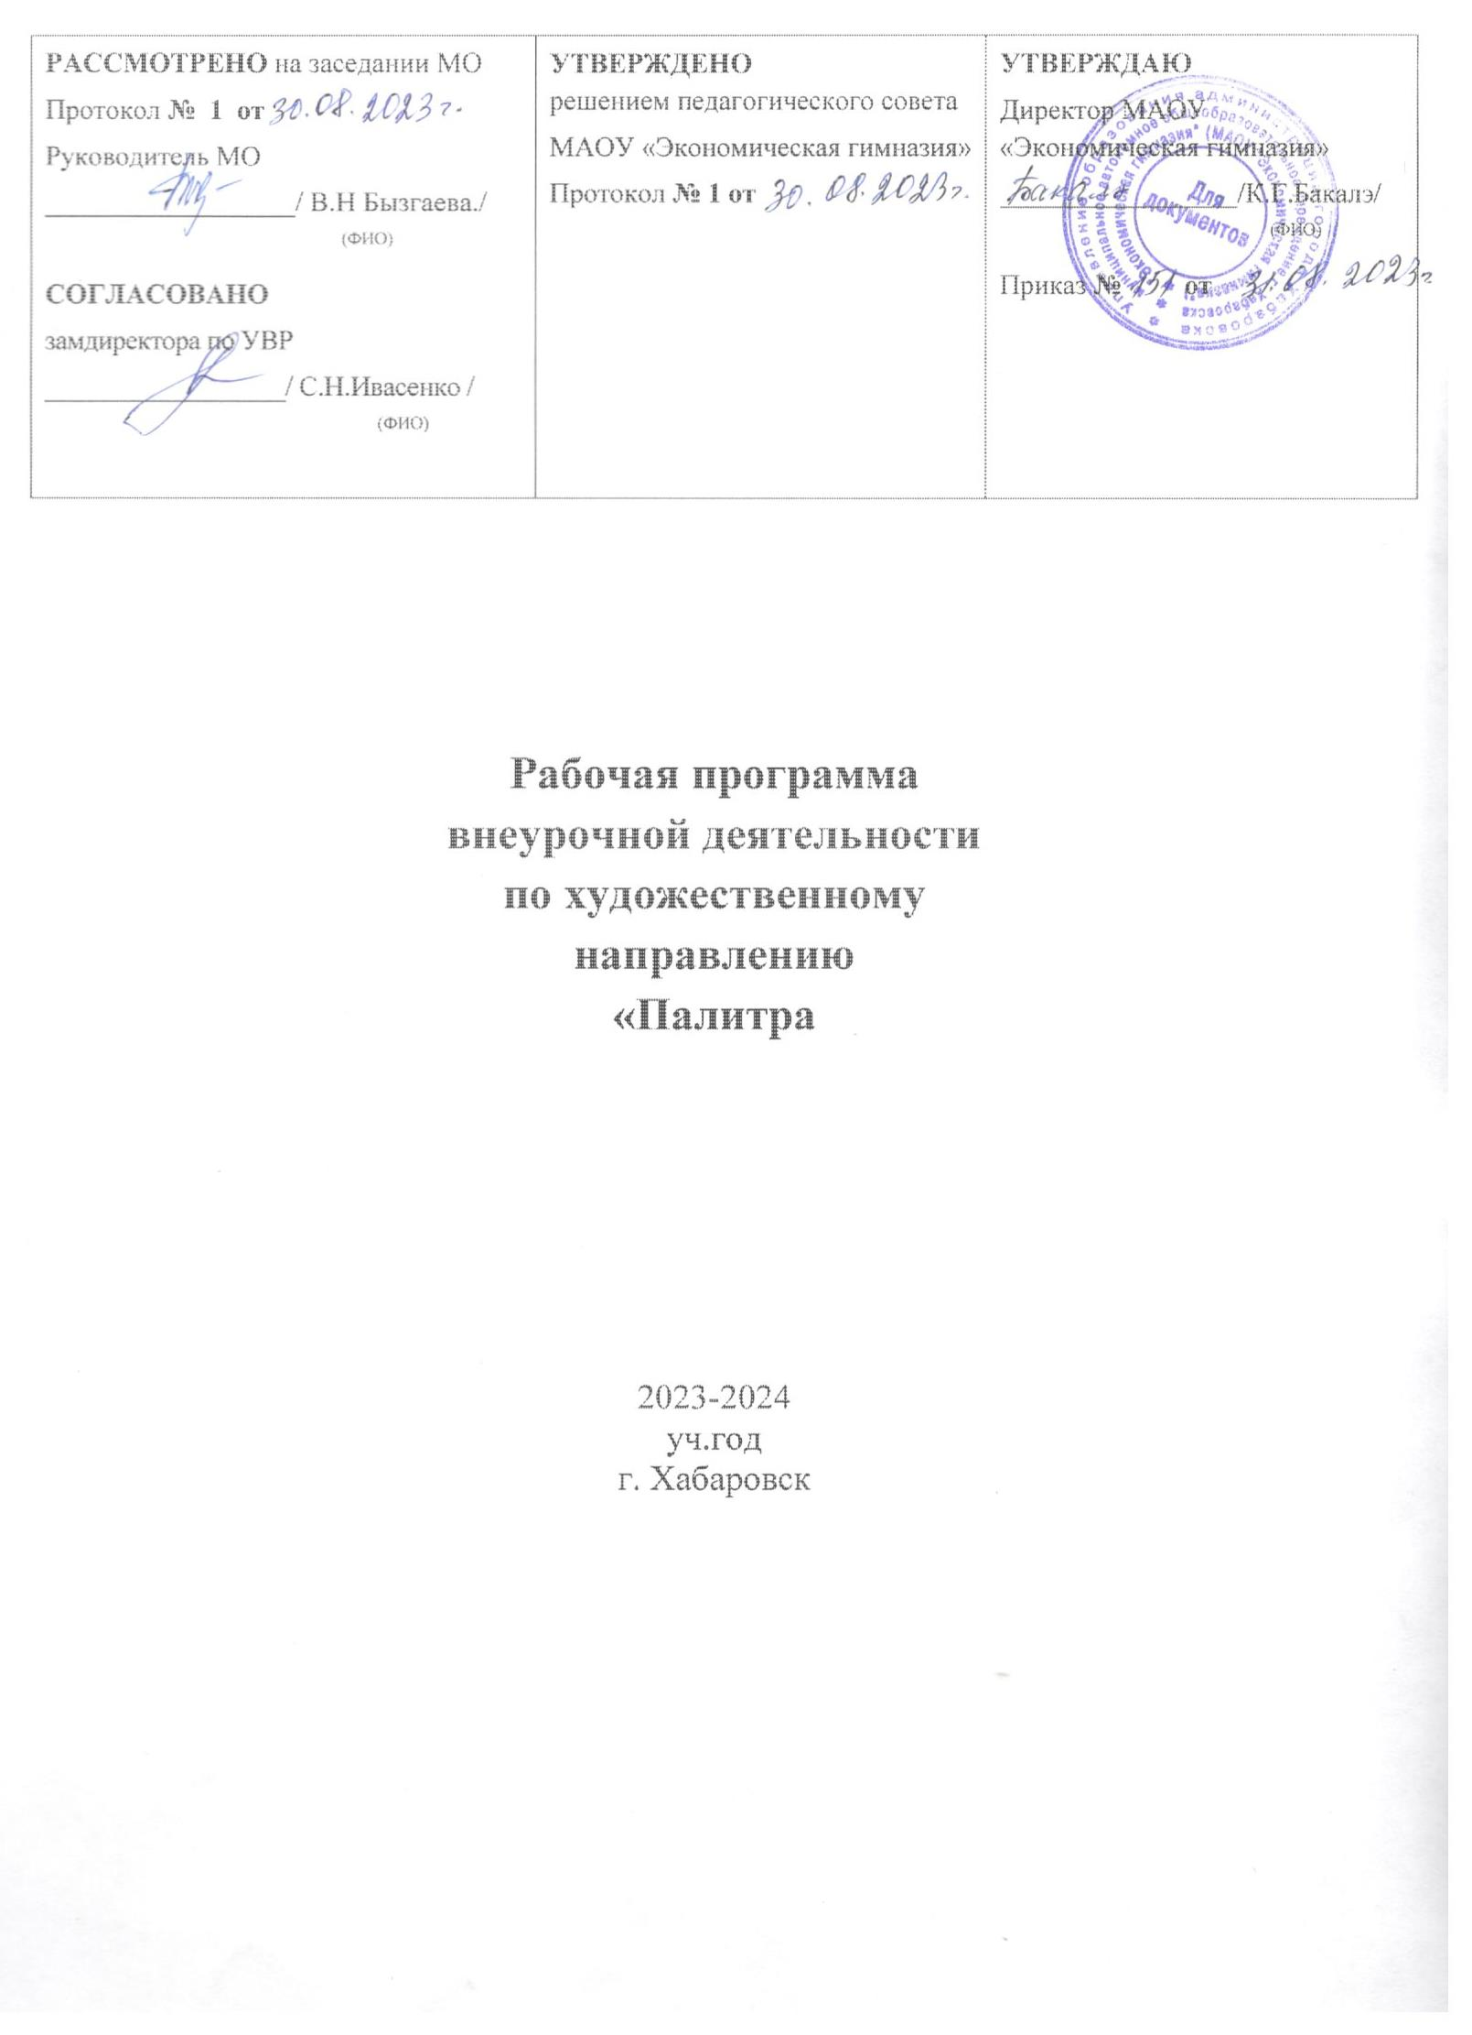 РАССМОТРЕНО на заседании МО
Протокол № 1 от 30.08.2023г.
Руководитель МО
/ В.Н Бызгаева./
(ФИО)
СОГЛАСОВАНО
замдиректора по УВР
/ С.Н.Ивасенко /
(ФИО)
УТВЕРЖДЕНО
решением педагогического совета
МАОУ «Экономическая гимназия»
Протокол № 1 от 30. 08.2023г.
УТВЕРЖДАЮ
Директор МАОУ
«Экономическая гимназия»
/К.Г.Бакалэ/
(ФИО)
Приказ № от 31.08. 2023г
Для
документов
Рабочая программа
внеурочной деятельности
по художественному
направлению
«Палитра
2023-2024
уч.год
г. Хабаровск